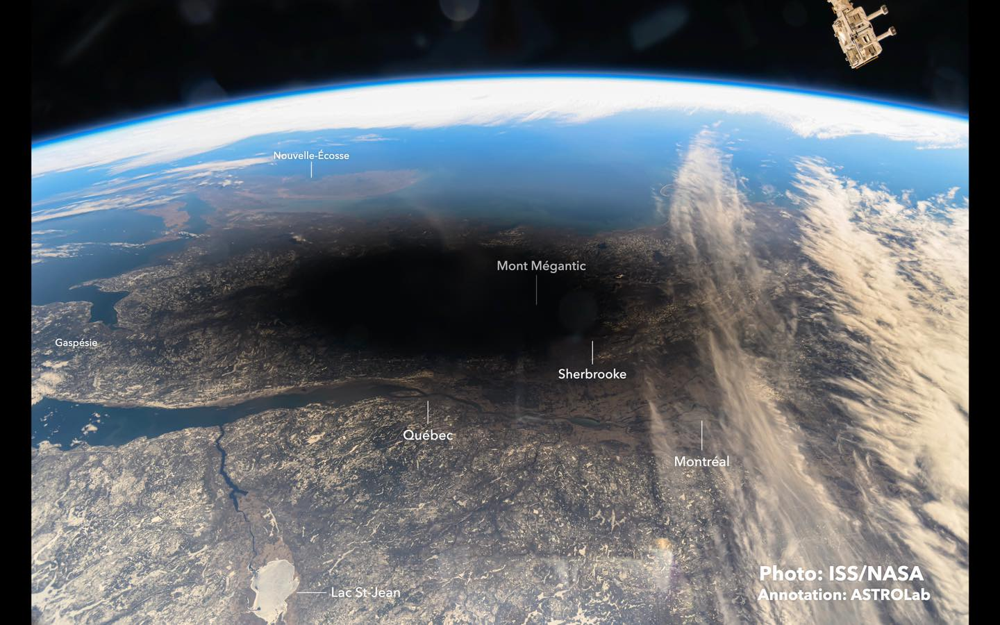 Nouvelle-Écosse
Mont Mégantic
Gaspésie
Sherbrooke
Québec
Montréal
Photo: ISS/NASA
Annotation: ASTROLab
Lac St-Jean